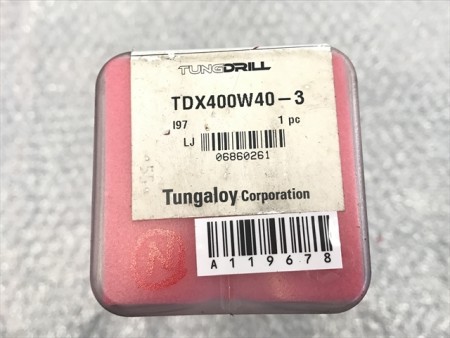 TUNGDRILL
TDX400W40-3
I97 1 pc
LJ
06860261
Tungaloy Corporation
A119678